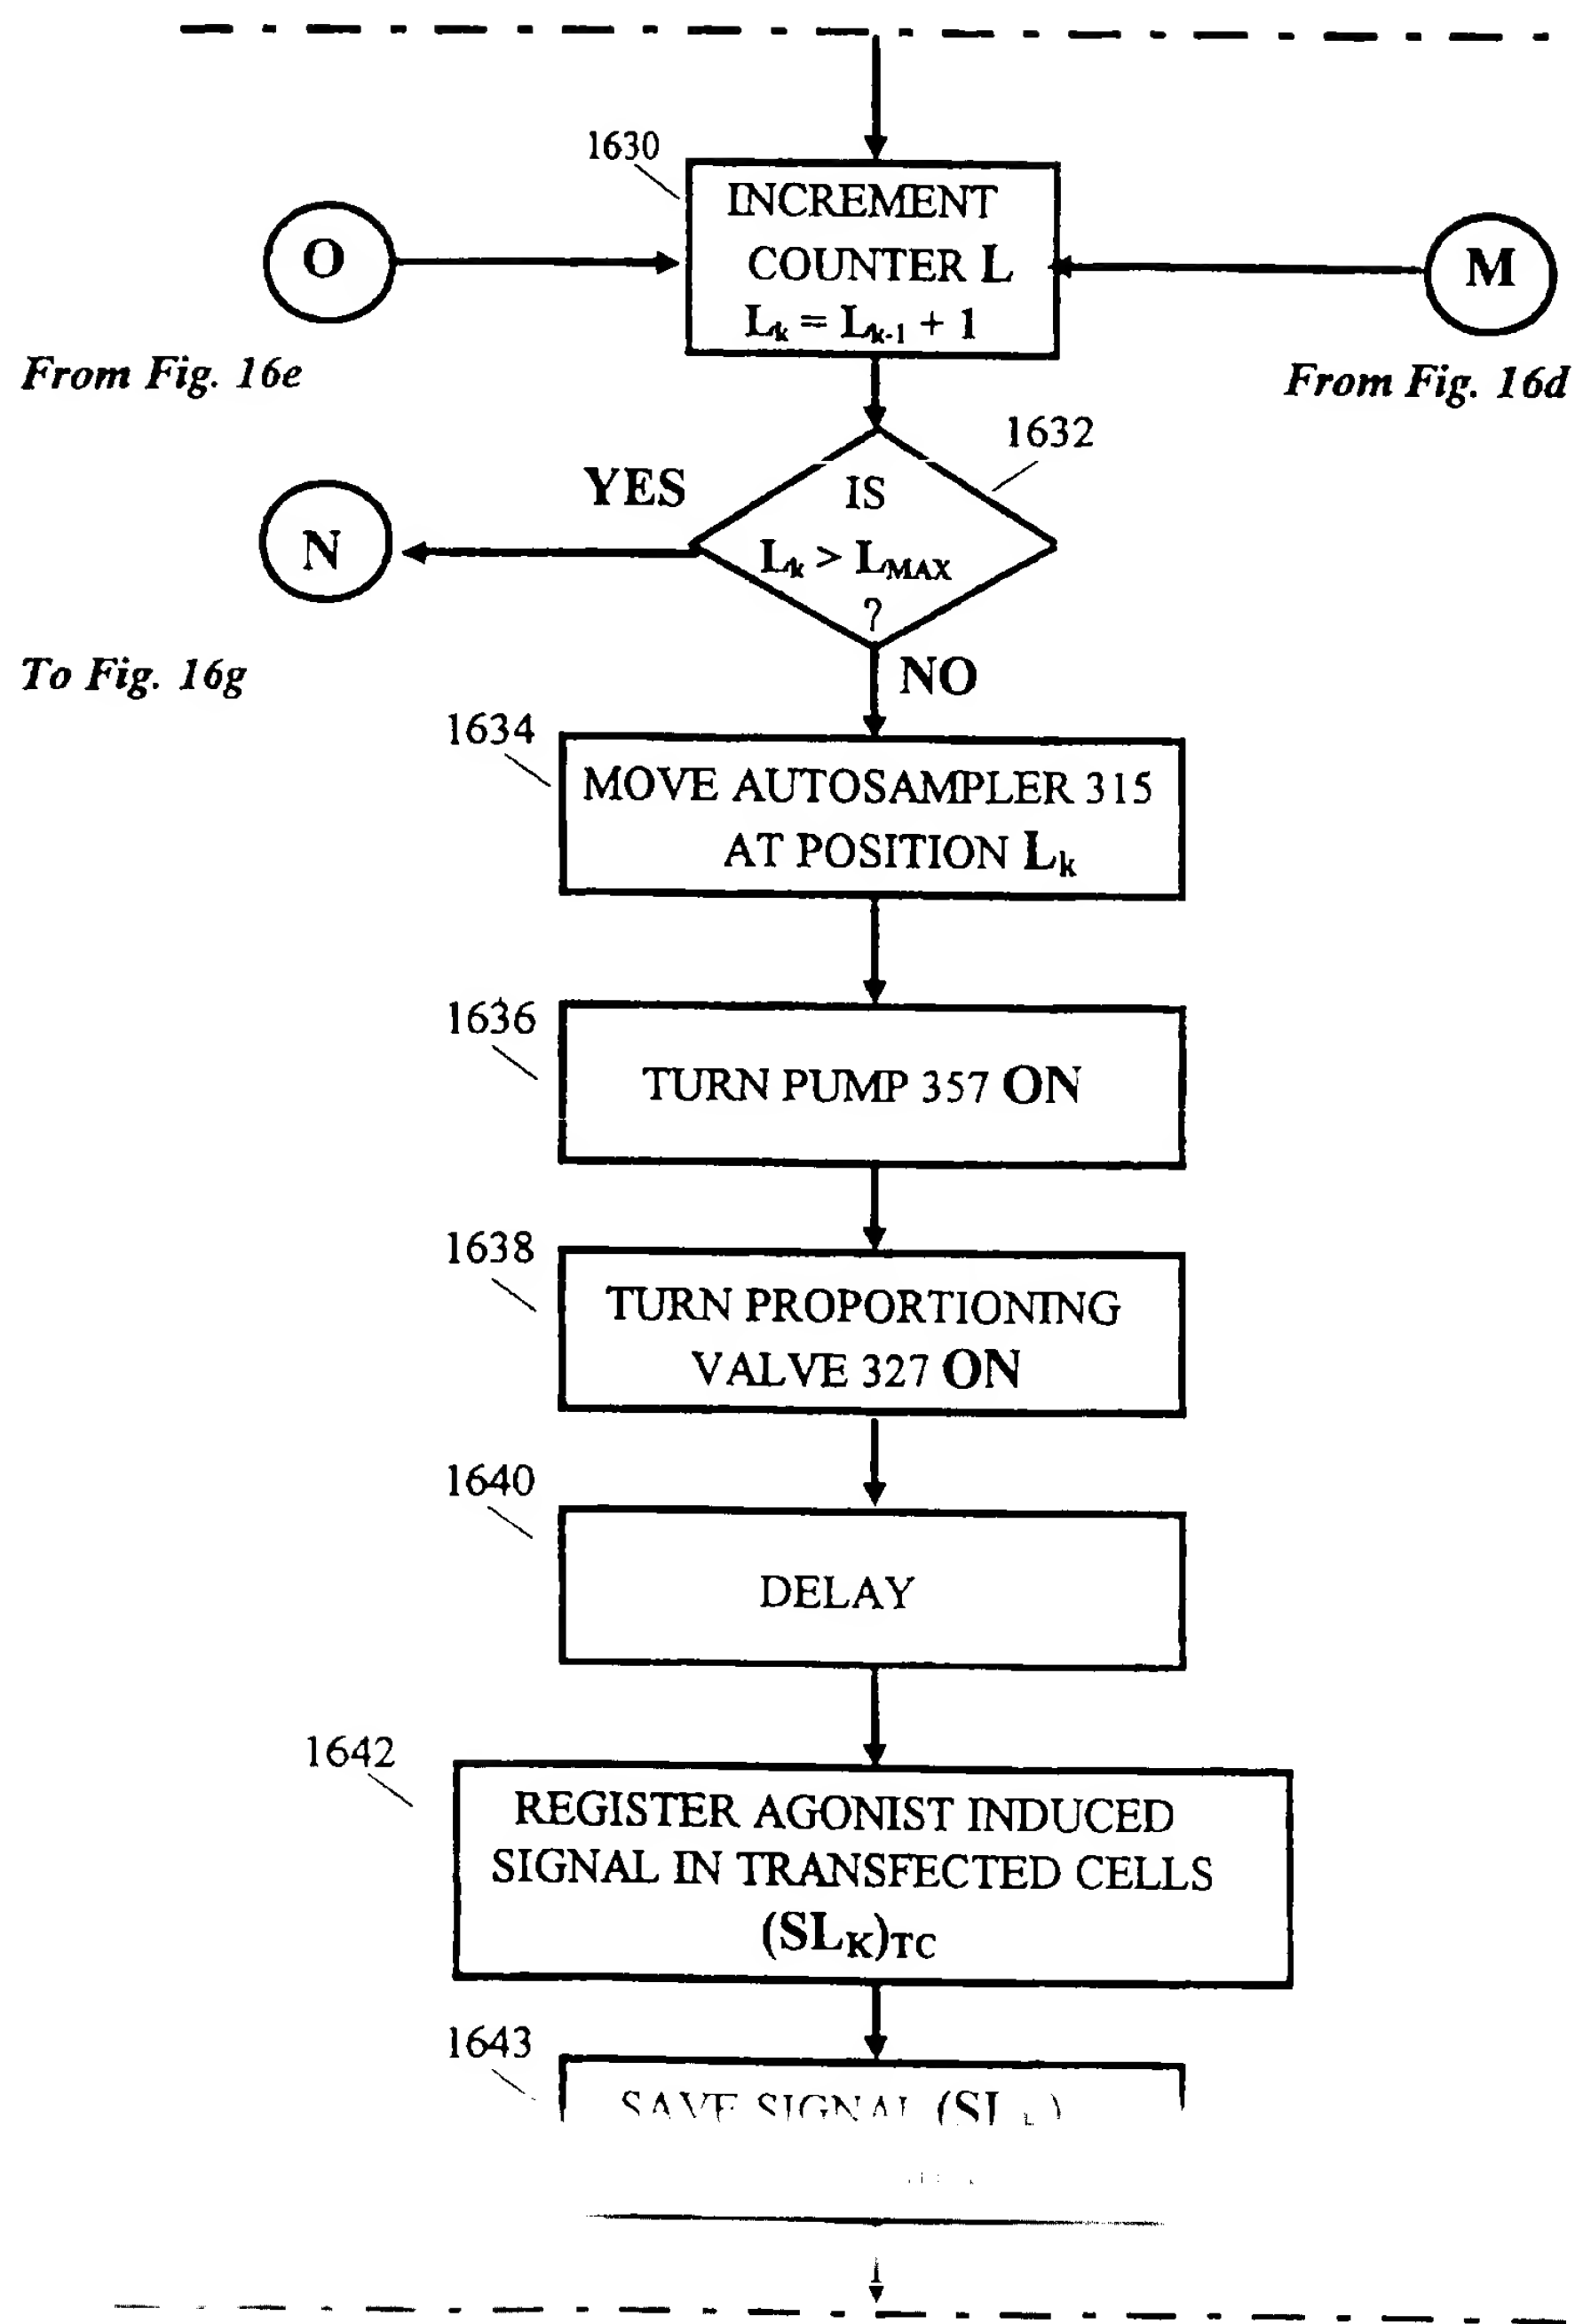 1630
INCREMENT
COUNTER L
Lk = Lk-1 + 1
O
M
From Fig. 16e
From Fig. 16d
1632
YES
IS
Lk > LMAX
?
N
To Fig. 16g
NO
1634
MOVE AUTOSAMPLER 315
AT POSITION Lk
1636
TURN PUMP 357 ON
1638
TURN PROPORTIONING
VALVE 327 ON
1640
DELAY
1642
REGISTER AGONIST INDUCED
SIGNAL IN TRANSFECTED CELLS
(SLK)TC
1643
SAVE SIGNAL